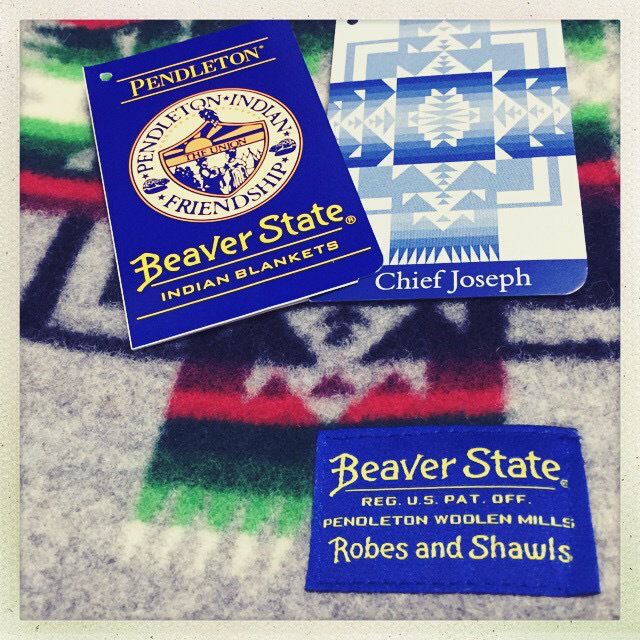 PENDLETON®
PENDLETON★INDIAN
THE UNION
★FRIENDSHIP★
Beaver State®
INDIAN BLANKETS
Chief Joseph
Beaver State®
REG. U.S. PAT. OFF.
PENDLETON WOOLEN MILLS
Robes and Shawls